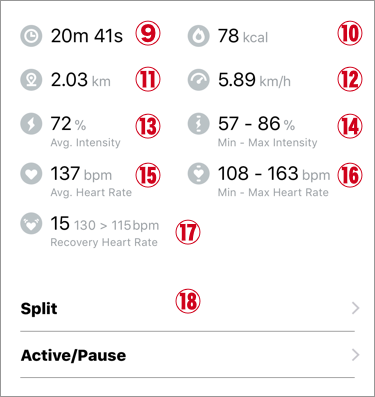 20m 41s ⑨ 78 kcal ⑩
2.03 km ⑪ 5.89 km/h ⑫
72 % ⑬ 57 - 86 % ⑭
Avg. Intensity Min - Max Intensity
137 bpm ⑮ 108 - 163 bpm ⑯
Avg. Heart Rate Min - Max Heart Rate
15 130 > 115bpm ⑰
Recovery Heart Rate
⑱
Split
Active/Pause